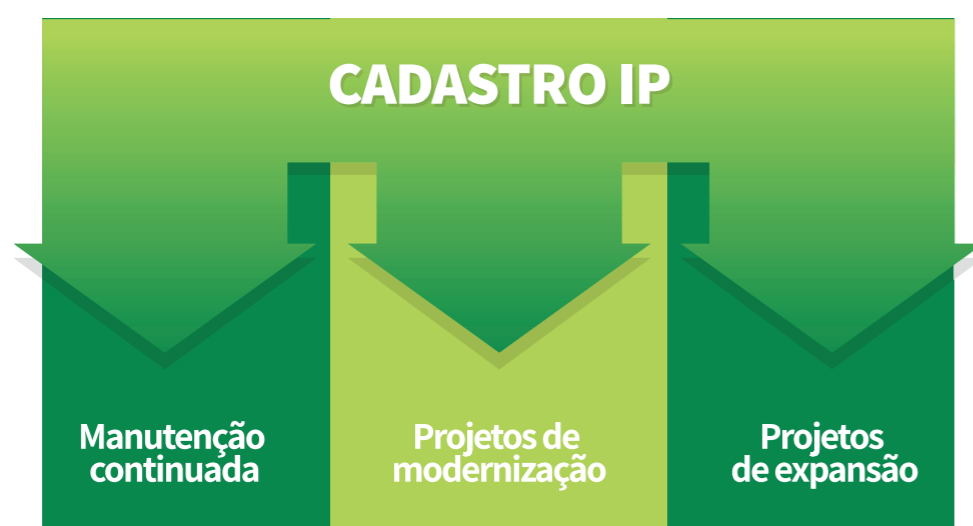 CADASTRO IP
Manutenção
continuada
Projetos de
modernização
Projetos
de expansão